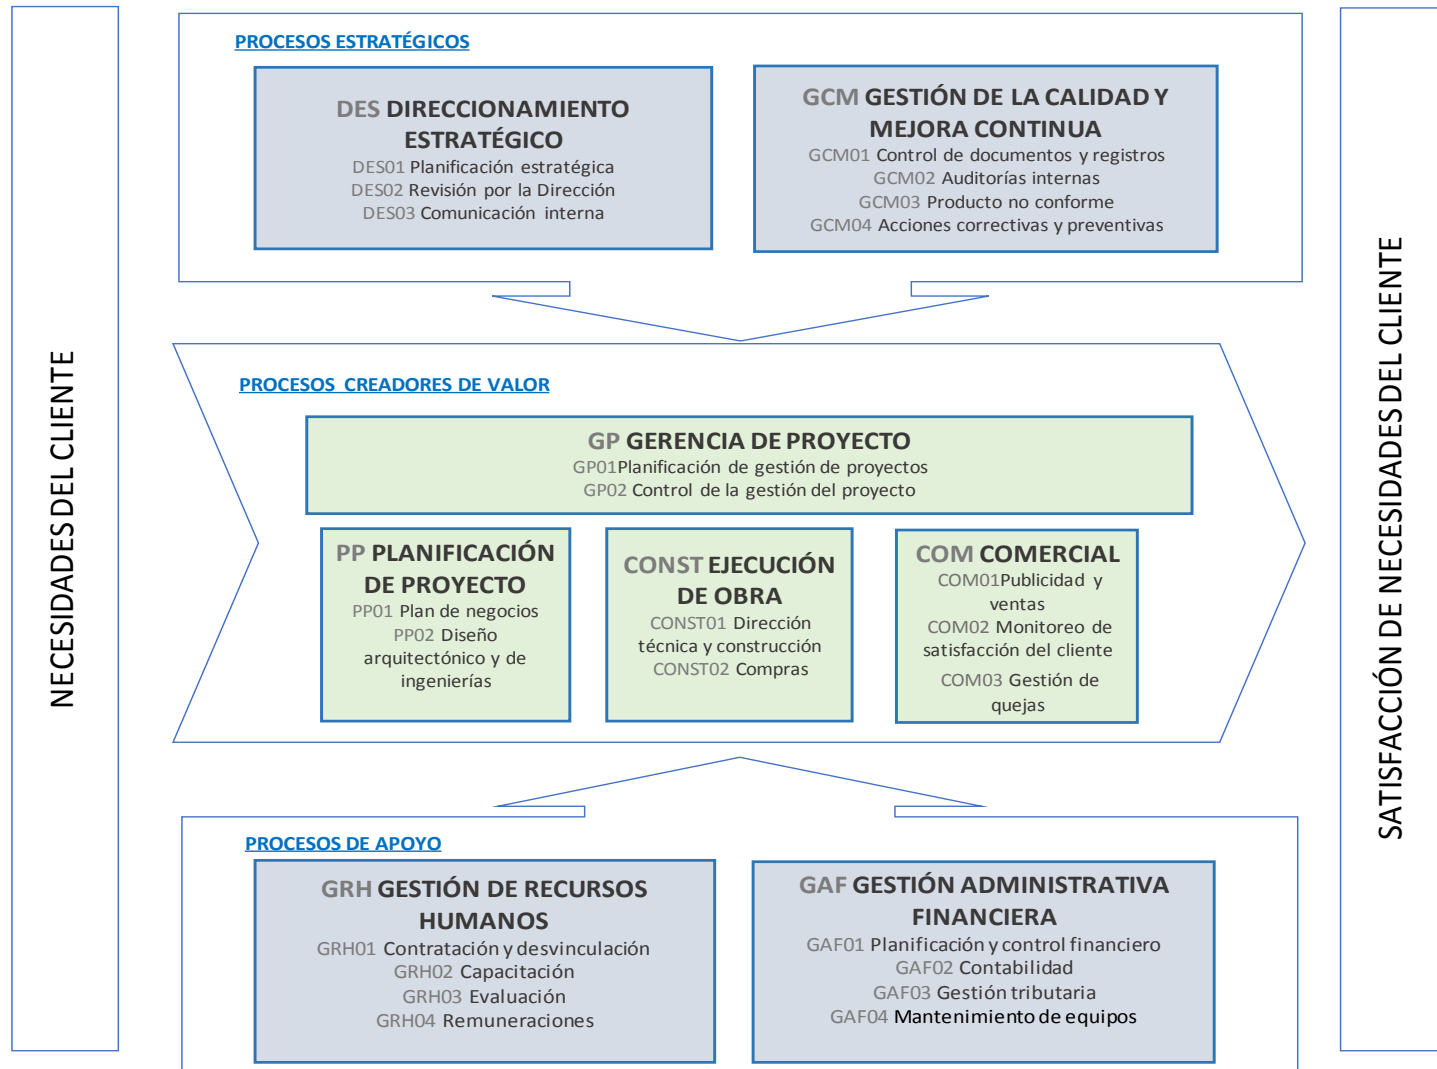 NECESIDADES DEL CLIENTE
PROCESOS ESTRATÉGICOS
DES DIRECCIONAMIENTO
ESTRATÉGICO
DES01 Planificación estratégica
DES02 Revisión por la Dirección
DES03 Comunicación interna
GCM GESTIÓN DE LA CALIDAD Y
MEJORA CONTINUA
GCM01 Control de documentos y registros
GCM02 Auditorías internas
GCM03 Producto no conforme
GCM04 Acciones correctivas y preventivas
PROCESOS CREADORES DE VALOR
GP GERENCIA DE PROYECTO
GP01Planificación de gestión de proyectos
GP02 Control de la gestión del proyecto
PP PLANIFICACIÓN
DE PROYECTO
PP01 Plan de negocios
PP02 Diseño
arquitectónico y de
ingenierías
CONST EJECUCIÓN
DE OBRA
CONST01 Dirección
técnica y construcción
CONST02 Compras
COM COMERCIAL
COM01Publicidad y
ventas
COM02 Monitoreo de
satisfacción del cliente
COM03 Gestión de
quejas
PROCESOS DE APOYO
GRH GESTIÓN DE RECURSOS
HUMANOS
GRH01 Contratación y desvinculación
GRH02 Capacitación
GRH03 Evaluación
GRH04 Remuneraciones
GAF GESTIÓN ADMINISTRATIVA
FINANCIERA
GAF01 Planificación y control financiero
GAF02 Contabilidad
GAF03 Gestión tributaria
GAF04 Mantenimiento de equipos
SATISFACCIÓN DE NECESIDADES DEL CLIENTE